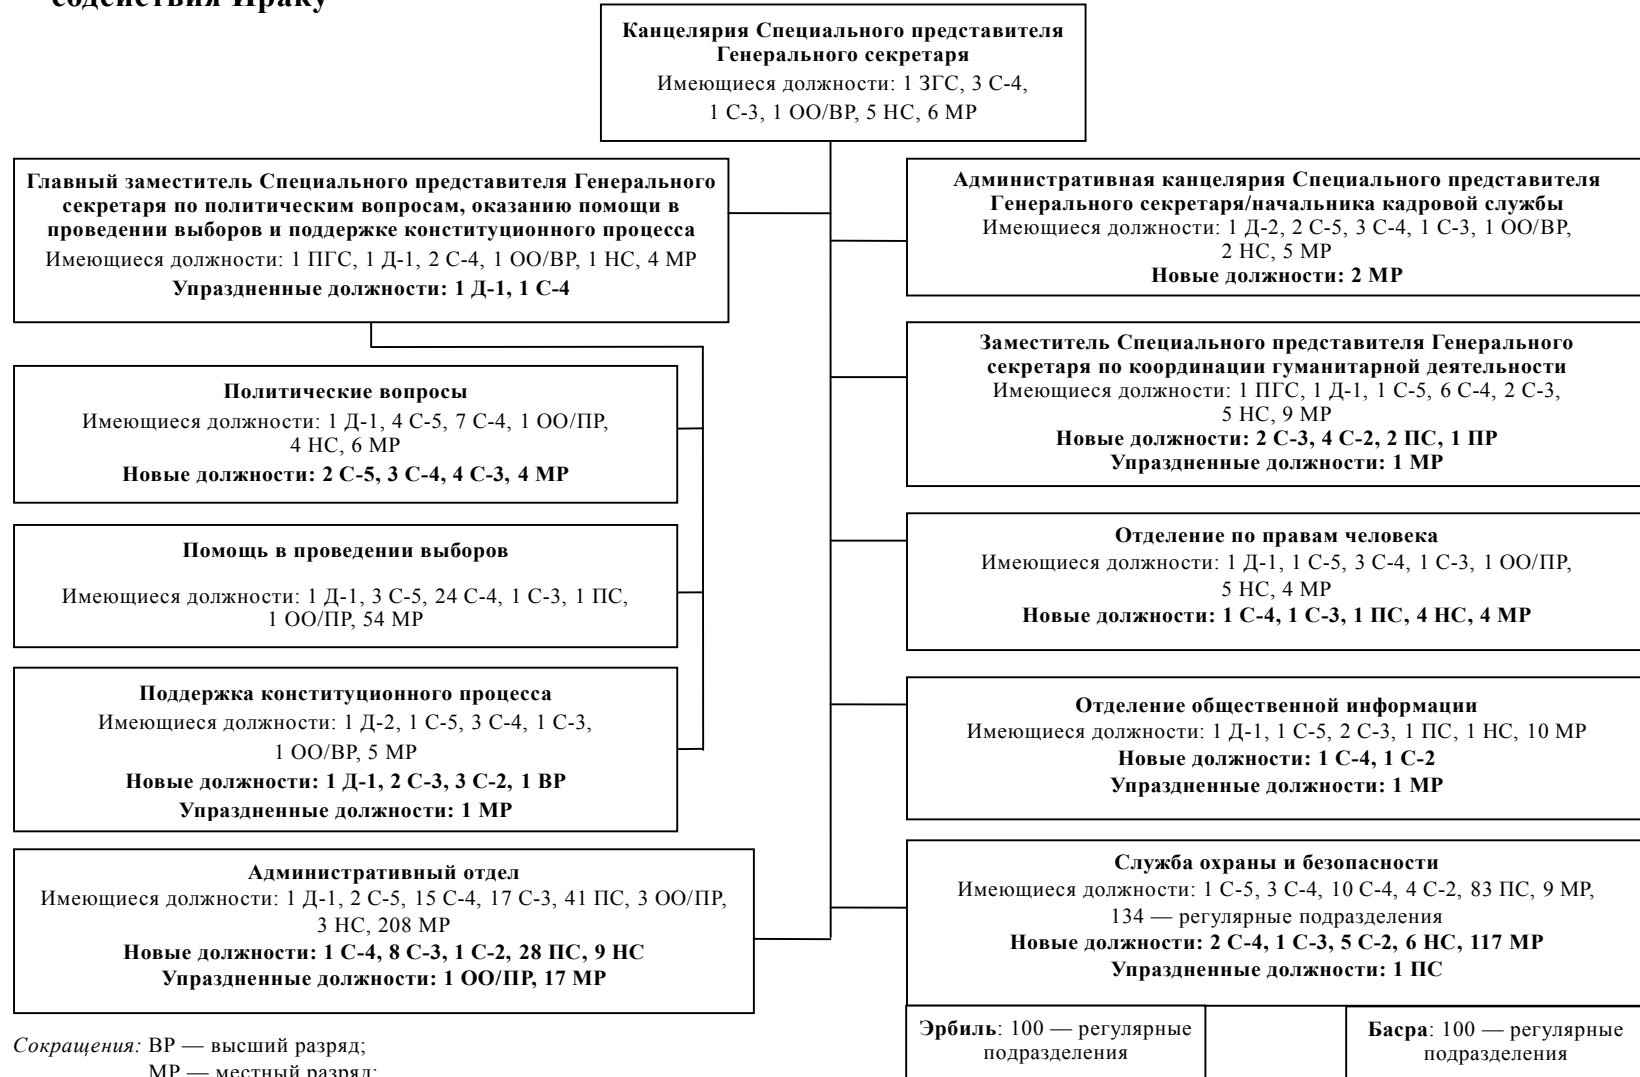 содействия Ираку
Канцелярия Специального представителя
Генерального секретаря
Имеющиеся должности: 1 ЗГС, 3 С-4,
1 С-3, 1 ОО/ВР, 5 НС, 6 МР
Главный заместитель Специального представителя Генерального
секретаря по политическим вопросам, оказанию помощи в
проведении выборов и поддержке конституционного процесса
Имеющиеся должности: 1 ПГС, 1 Д-1, 2 С-4, 1 ОО/ВР, 1 НС, 4 МР
Упраздненные должности: 1 Д-1, 1 С-4
Административная канцелярия Специального представителя
Генерального секретаря/начальника кадровой службы
Имеющиеся должности: 1 Д-2, 2 С-5, 3 С-4, 1 С-3, 1 ОО/ВР,
2 НС, 5 МР
Новые должности: 2 МР
Заместитель Специального представителя Генерального
секретаря по координации гуманитарной деятельности
Имеющиеся должности: 1 ПГС, 1 Д-1, 1 С-5, 6 С-4, 2 С-3,
5 НС, 9 МР
Новые должности: 2 С-3, 4 С-2, 2 ПС, 1 ПР
Упраздненные должности: 1 МР
Политические вопросы
Имеющиеся должности: 1 Д-1, 4 С-5, 7 С-4, 1 ОО/ПР,
4 НС, 6 МР
Новые должности: 2 С-5, 3 С-4, 4 С-3, 4 МР
Помощь в проведении выборов
Имеющиеся должности: 1 Д-1, 3 С-5, 24 С-4, 1 С-3, 1 ПС,
1 ОО/ПР, 54 МР
Отделение по правам человека
Имеющиеся должности: 1 Д-1, 1 С-5, 3 С-4, 1 С-3, 1 ОО/ПР,
5 НС, 4 МР
Новые должности: 1 С-4, 1 С-3, 1 ПС, 4 НС, 4 МР
Поддержка конституционного процесса
Имеющиеся должности: 1 Д-2, 1 С-5, 3 С-4, 1 С-3,
1 ОО/ВР, 5 МР
Новые должности: 1 Д-1, 2 С-3, 3 С-2, 1 ВР
Упраздненные должности: 1 МР
Отделение общественной информации
Имеющиеся должности: 1 Д-1, 1 С-5, 2 С-3, 1 ПС, 1 НС, 10 МР
Новые должности: 1 С-4, 1 С-2
Упраздненные должности: 1 МР
Административный отдел
Имеющиеся должности: 1 Д-1, 2 С-5, 15 С-4, 17 С-3, 41 ПС, 3 ОО/ПР,
3 НС, 208 МР
Новые должности: 1 С-4, 8 С-3, 1 С-2, 28 ПС, 9 НС
Упраздненные должности: 1 ОО/ПР, 17 МР
Служба охраны и безопасности
Имеющиеся должности: 1 С-5, 3 С-4, 10 С-4, 4 С-2, 83 ПС, 9 МР,
134 — регулярные подразделения
Новые должности: 2 С-4, 1 С-3, 5 С-2, 6 НС, 117 МР
Упраздненные должности: 1 ПС
Эрбиль: 100 — регулярные
подразделения
Басра: 100 — регулярные
подразделения
Сокращения: ВР — высший разряд;
МР — местный разряд;